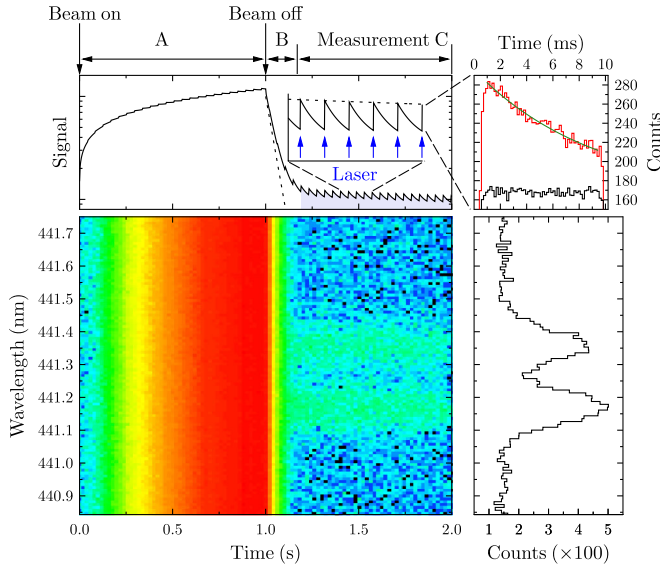 Beam on
Beam off
A
B
Measurement C
Signal
Laser
Time (ms)
0 2 4 6 8 10
280
260
240
220
200
180
160
Counts
Wavelength (nm)
441.7
441.6
441.5
441.4
441.3
441.2
441.1
441.0
440.9
0.0 0.5 1.0 1.5 2.0
Time (s)
1 2 3 4 5
Counts (×100)